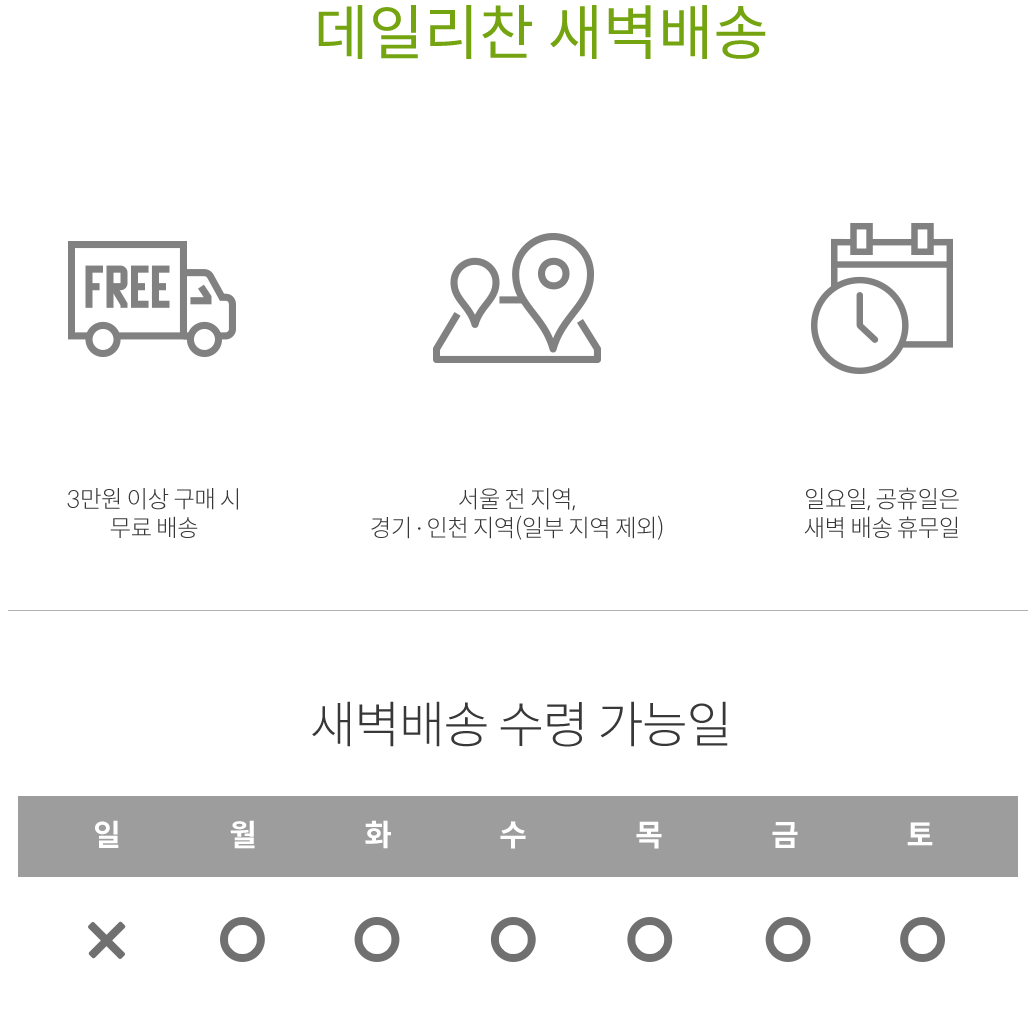 데일리찬 새벽배송
FREE
3만원 이상 구매 시
무료 배송
서울 전 지역,
경기 · 인천 지역(일부 지역 제외)
일요일, 공휴일은
새벽 배송 휴무일
새벽배송 수령 가능일
일 월 화 수 목 금 토
X O O O O O O